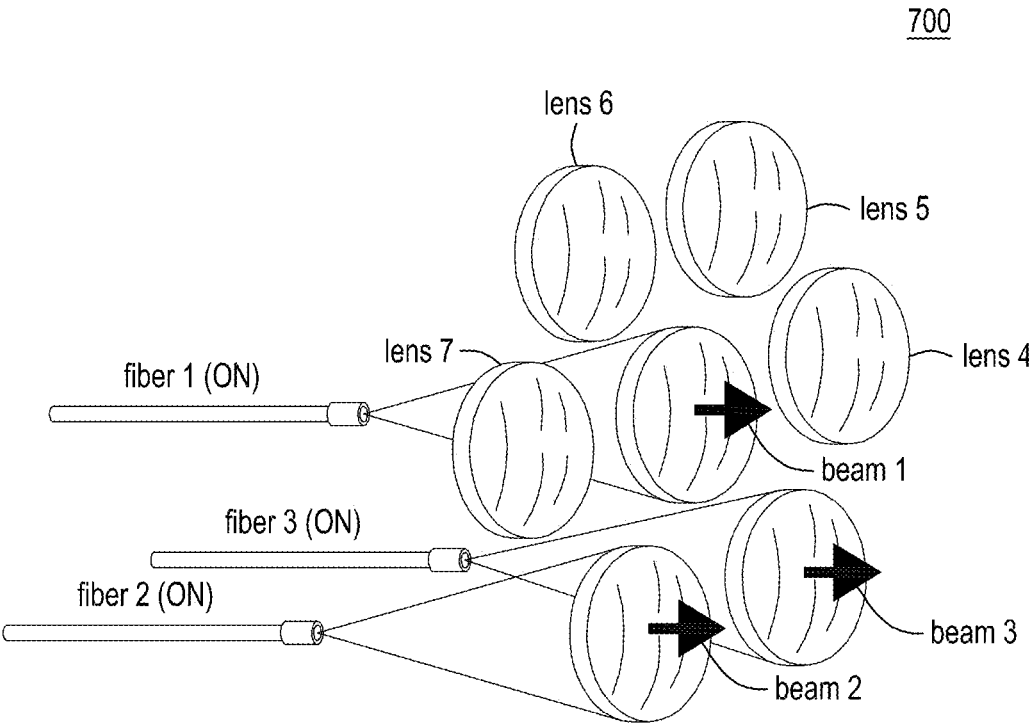 700
lens 6
lens 5
lens 7
lens 4
fiber 1 (ON)
beam 1
fiber 3 (ON)
fiber 2 (ON)
beam 3
beam 2